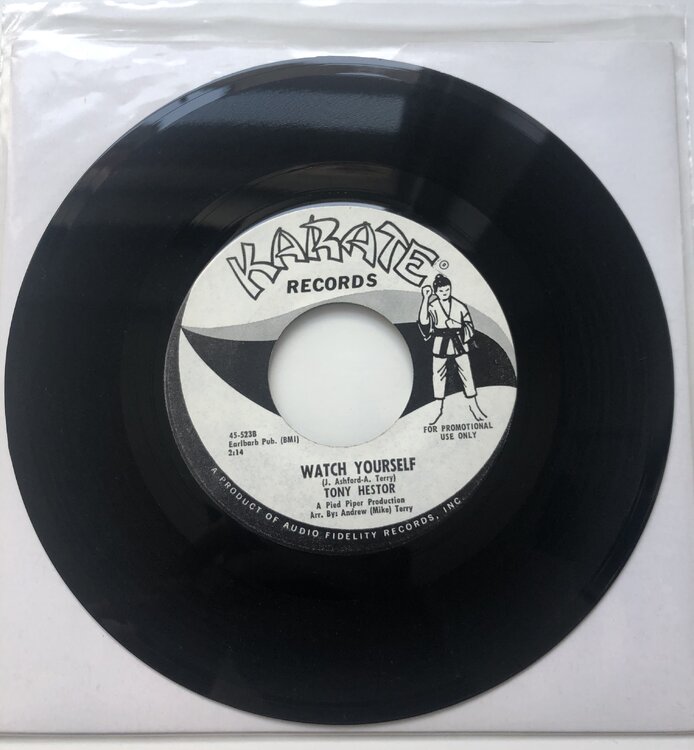 KARATE®
RECORDS
FOR PROMOTIONAL
USE ONLY
45-523B
Earlbarb Pub. (BMI)
2:14
WATCH YOURSELF
(J. Ashford-A. Terry)
TONY HESTOR
A Pied Piper Production
Arr. By: Andrew (Mike) Terry
A PRODUCT OF AUDIO FIDELITY RECORDS, INC.